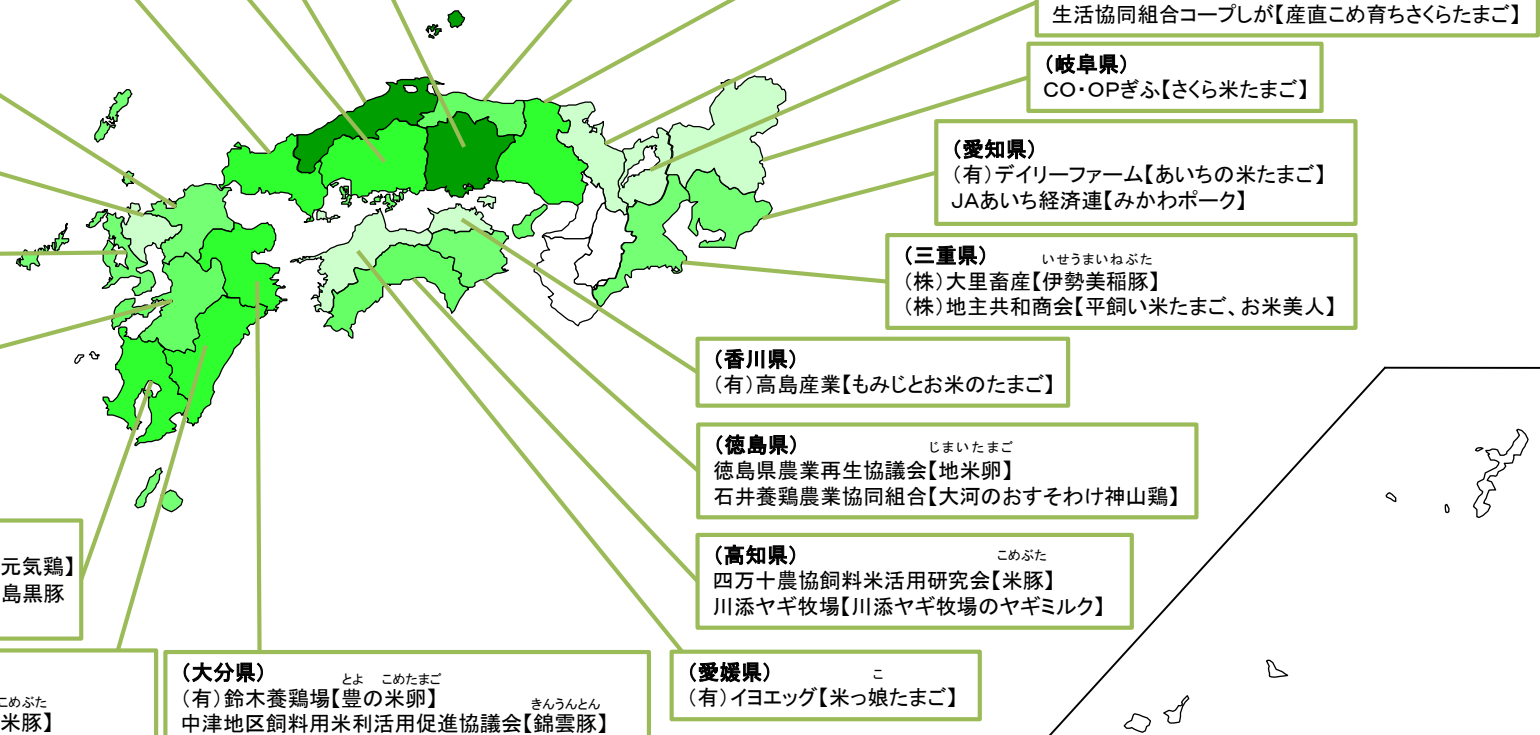 生活協同組合コープしが【産直こめ育ちさくらたまご】
（岐阜県）
CO・OPぎふ【さくら米たまご】
（愛知県）
（有）デイリーファーム【あいちの米たまご】
JAあいち経済連【みかわポーク】
（三重県）
いせうまいねぶた
（株）大里畜産【伊勢美稲豚】
（株）地主共和商会【平飼い米たまご、お米美人】
（香川県）
（有）高島産業【もみじとお米のたまご】
（徳島県）
じまいたまご
徳島県農業再生協議会【地米卵】
石井養鶏農業協同組合【大河のおすそわけ神山鶏】
（高知県）
こめぶた
四万十農協飼料米活用研究会【米豚】
川添ヤギ牧場【川添ヤギ牧場のヤギミルク】
（愛媛県）
こ
（有）イヨエッグ【米っ娘たまご】
（大分県）
とよ こめたまご
（有）鈴木養鶏場【豊の米卵】
きんうんとん
中津地区飼料用米利活用促進協議会【錦雲豚】
元気鶏】
島黒豚
こめぶた
米豚】